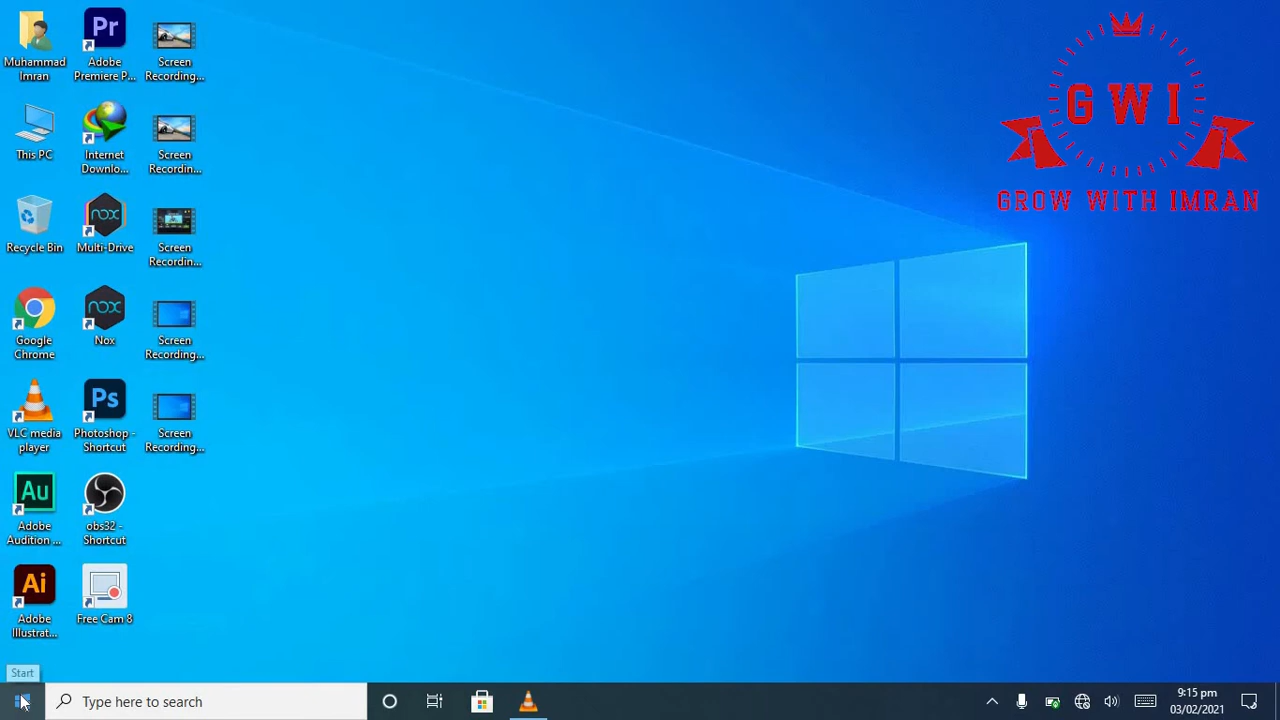 Muhammad
Imran
Pr
Adobe
Premiere P...
Screen
Recording...
This PC
Internet
Downlo...
Screen
Recordin...
Recycle Bin
nox
Multi-Drive
Screen
Recordin...
Google
Chrome
nox
Nox
Screen
Recording...
VLC media
player
Ps
Photoshop -
Shortcut
Screen
Recording...
Au
Adobe
Audition ...
obs32 -
Shortcut
Ai
Adobe
Illustrat...
Free Cam 8
G W I
GROW WITH IMRAN
Start
Type here to search
9:15 pm
03/02/2021